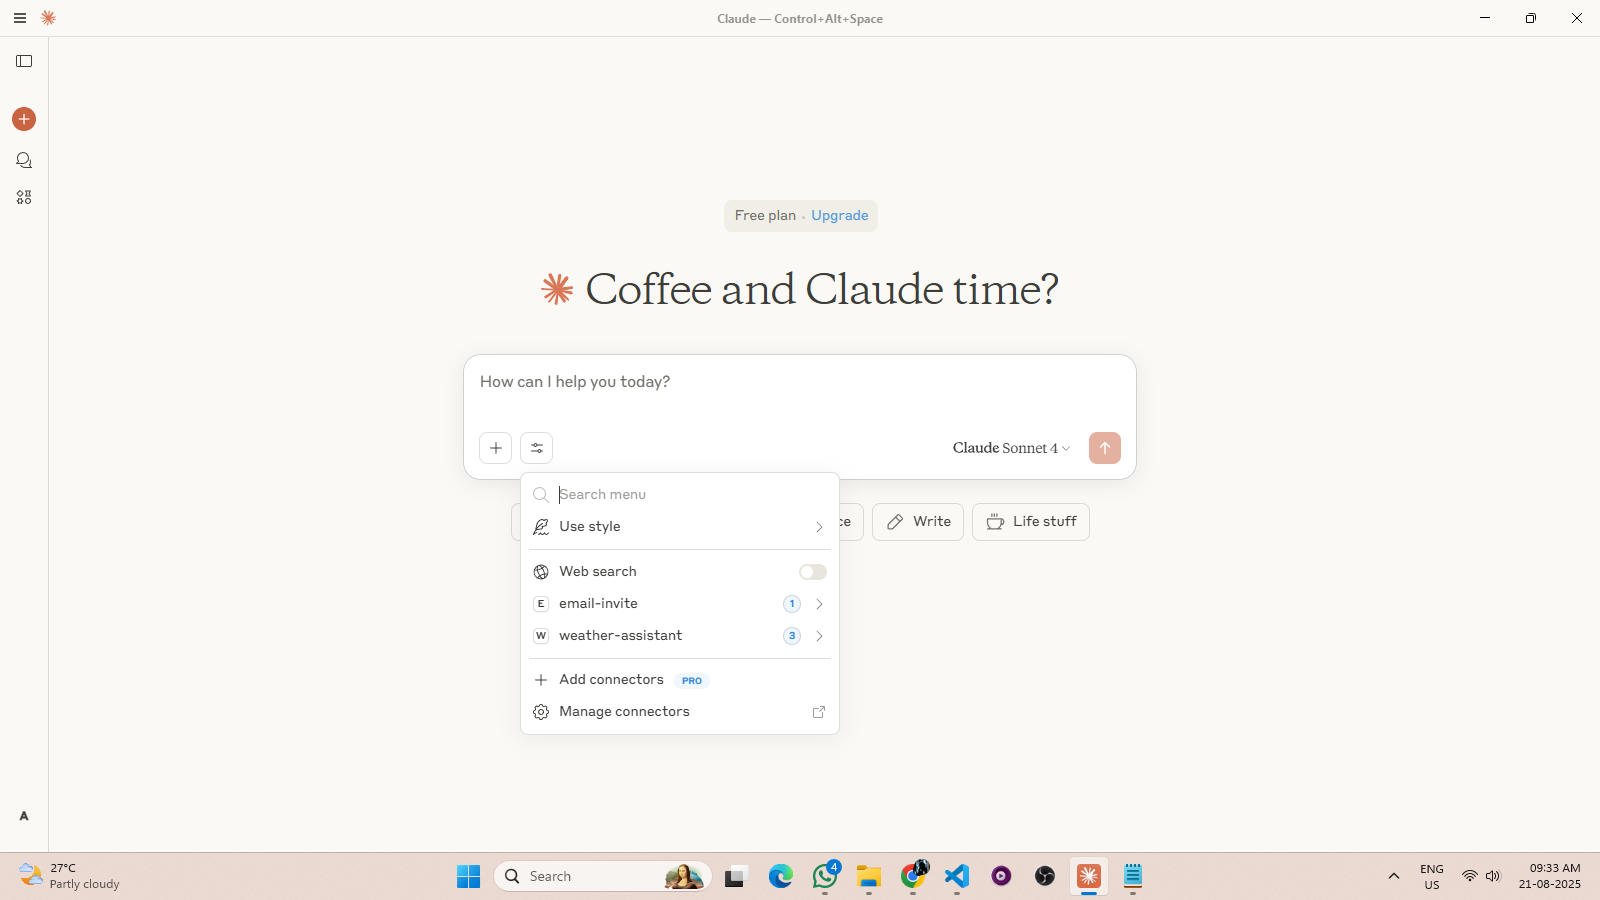 Claude — Control+Alt+Space
Free plan • Upgrade
Coffee and Claude time?
How can I help you today?
Claude Sonnet 4
Search menu
Use style
Write
Life stuff
Web search
E email-invite 1
W weather-assistant 3
Add connectors PRO
Manage connectors
A
27°C
Partly cloudy
Search
4
ENG
US
09:33 AM
21-08-2025